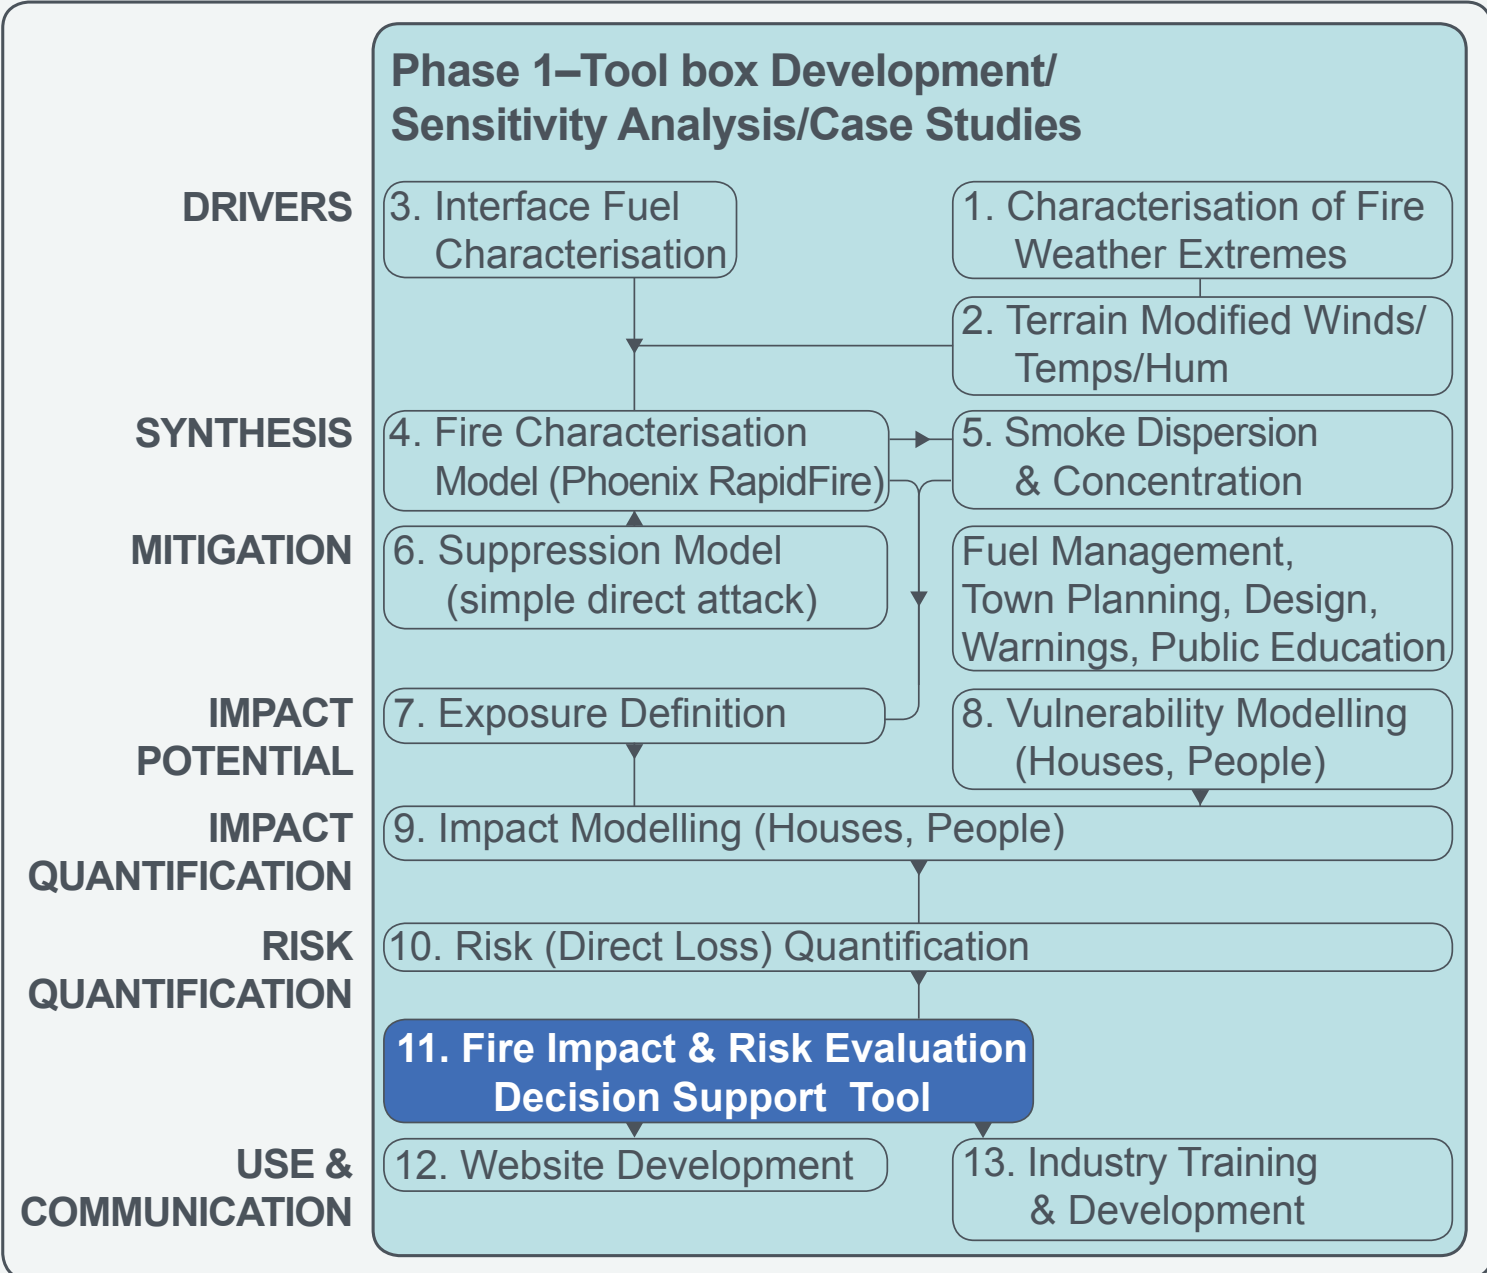 Phase 1–Tool box Development/
Sensitivity Analysis/Case Studies
DRIVERS
3. Interface Fuel
Characterisation
1. Characterisation of Fire
Weather Extremes
2. Terrain Modified Winds/
Temps/Hum
SYNTHESIS
4. Fire Characterisation
Model (Phoenix RapidFire)
5. Smoke Dispersion
& Concentration
MITIGATION
6. Suppression Model
(simple direct attack)
Fuel Management,
Town Planning, Design,
Warnings, Public Education
IMPACT
POTENTIAL
7. Exposure Definition
8. Vulnerability Modelling
(Houses, People)
IMPACT
QUANTIFICATION
9. Impact Modelling (Houses, People)
RISK
QUANTIFICATION
10. Risk (Direct Loss) Quantification
11. Fire Impact & Risk Evaluation
Decision Support Tool
USE &
COMMUNICATION
12. Website Development
13. Industry Training
& Development